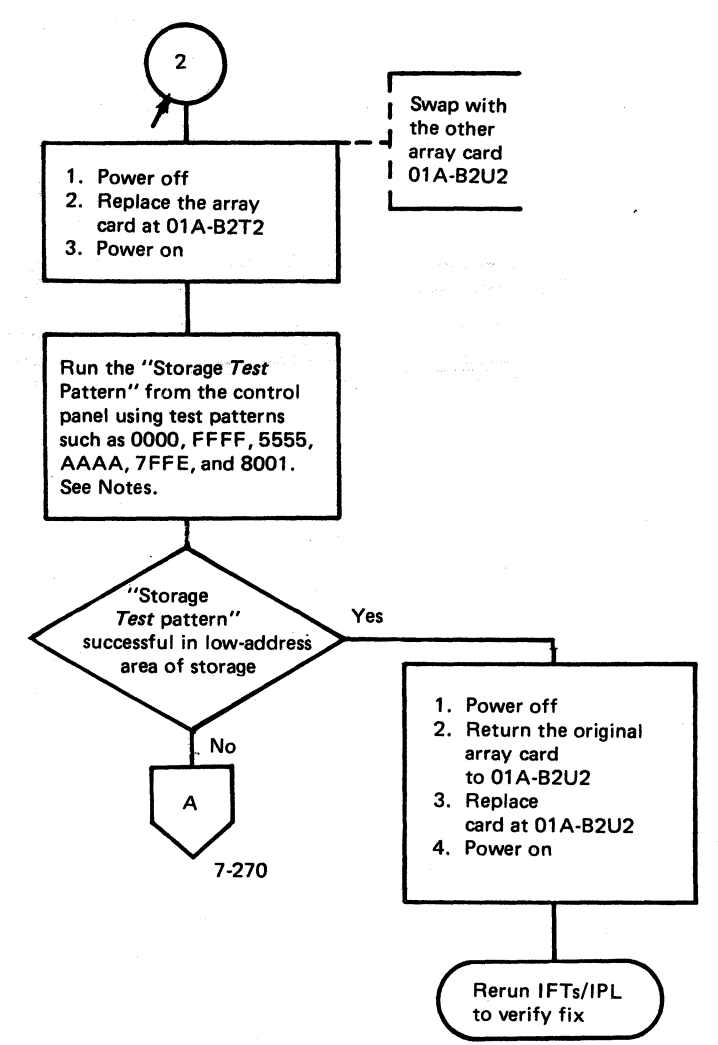 2
Swap with
the other
array card
01A-B2U2
1. Power off
2. Replace the array
card at 01A-B2T2
3. Power on
Run the "Storage Test
Pattern" from the control
panel using test patterns
such as 0000, FFFF, 5555,
AAAA, 7FFE, and 8001.
See Notes.
"Storage
Test pattern"
successful in low-address
area of storage
Yes
No
A
7-270
1. Power off
2. Return the original
array card
to 01A-B2U2
3. Replace
card at 01A-B2U2
4. Power on
Rerun IFTs/IPL
to verify fix